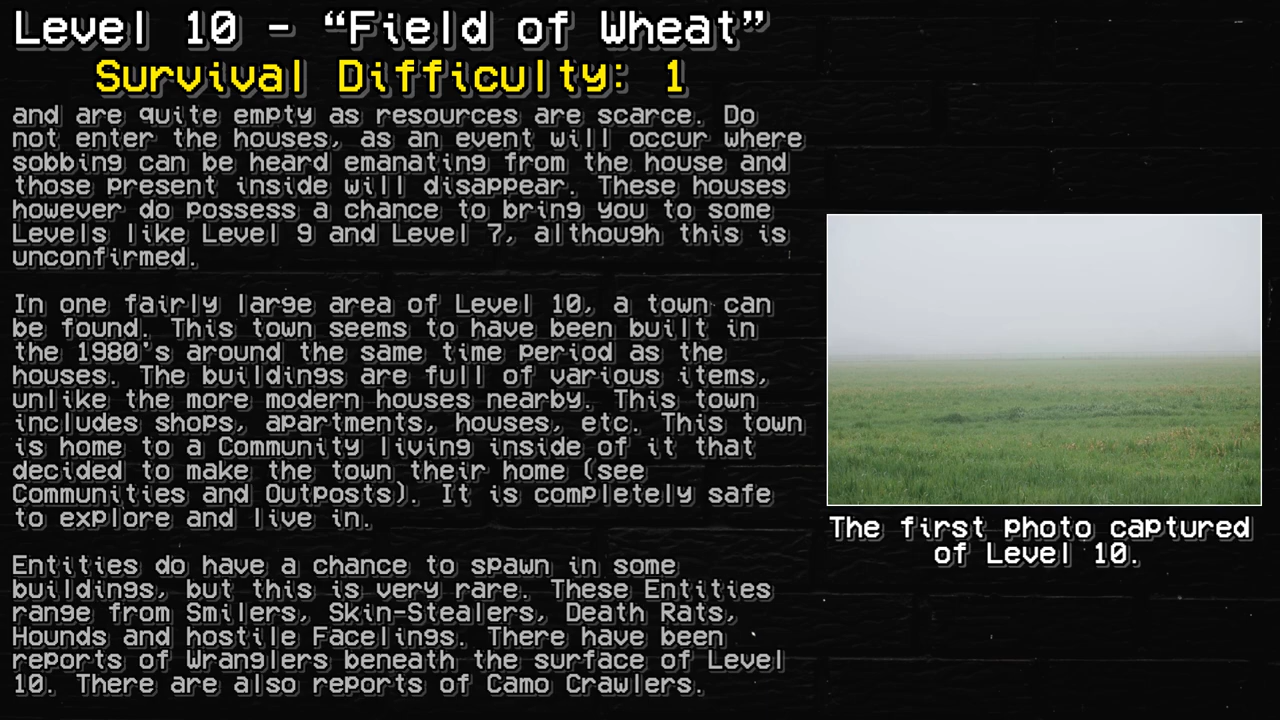 Level 10 - “Field of Wheat”
Survival Difficulty: 1
and are quite empty as resources are scarce. Do
not enter the houses, as an event will occur where
sobbing can be heard emanating from the house and
those present inside will disappear. These houses
however do possess a chance to bring you to some
Levels like Level 9 and Level 7, although this is
unconfirmed.
In one fairly large area of Level 10, a town can
be found. This town seems to have been built in
the 1980's around the same time period as the
houses. The buildings are full of various items,
unlike the more modern houses nearby. This town
includes shops, apartments, houses, etc. This town
is home to a Community living inside of it that
decided to make the town their home (see
Communities and Outposts). It is completely safe
to explore and live in.
Entities do have a chance to spawn in some
buildings, but this is very rare. These Entities
range from Smilers, Skin-Stealers, Death Rats,
Hounds and hostile Facelings. There have been
reports of Wranglers beneath the surface of Level
10. There are also reports of Camo Crawlers.
The first photo captured
of Level 10.